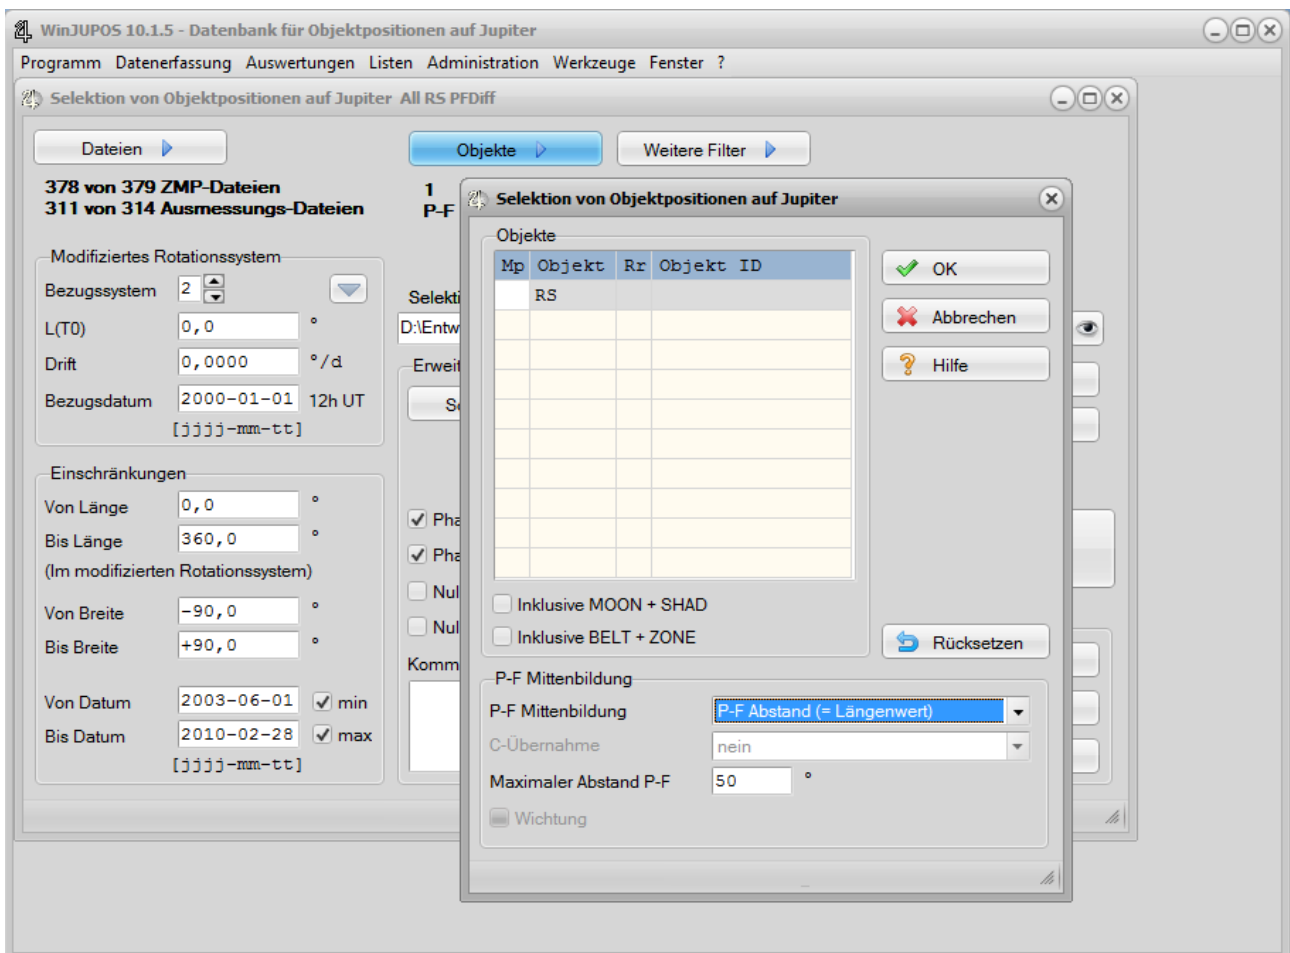 WinJUPOS 10.1.5 - Datenbank für Objektpositionen auf Jupiter
Programm Datenerfassung Auswertungen Listen Administration Werkzeuge Fenster ?
Selektion von Objektpositionen auf Jupiter All RS PFDiff
Dateien
Objekte
Weitere Filter
378 von 379 ZMP-Dateien
311 von 314 Ausmessungs-Dateien
1
P-F
Modifiziertes Rotationssystem
Bezugssystem 2
L(T0) 0,0 °
Drift 0,0000 °/d
Bezugsdatum 2000-01-01 12h UT
[jjjj-mm-tt]
Einschränkungen
Von Länge 0,0 °
Bis Länge 360,0 °
(Im modifizierten Rotationssystem)
Von Breite -90,0 °
Bis Breite +90,0 °
Von Datum 2003-06-01 min
Bis Datum 2010-02-28 max
[jjjj-mm-tt]
Selekti
D:\Entw
Erweit
Pha
Pha
Nul
Nul
Komm
Selektion von Objektpositionen auf Jupiter
Objekte
Mp Objekt Rr Objekt ID
RS
Inklusive MOON + SHAD
Inklusive BELT + ZONE
OK
Abbrechen
Hilfe
Rücksetzen
P-F Mittenbildung
P-F Mittenbildung P-F Abstand (= Längenwert)
C-Übernahme nein
Maximaler Abstand P-F 50 °
Wichtung